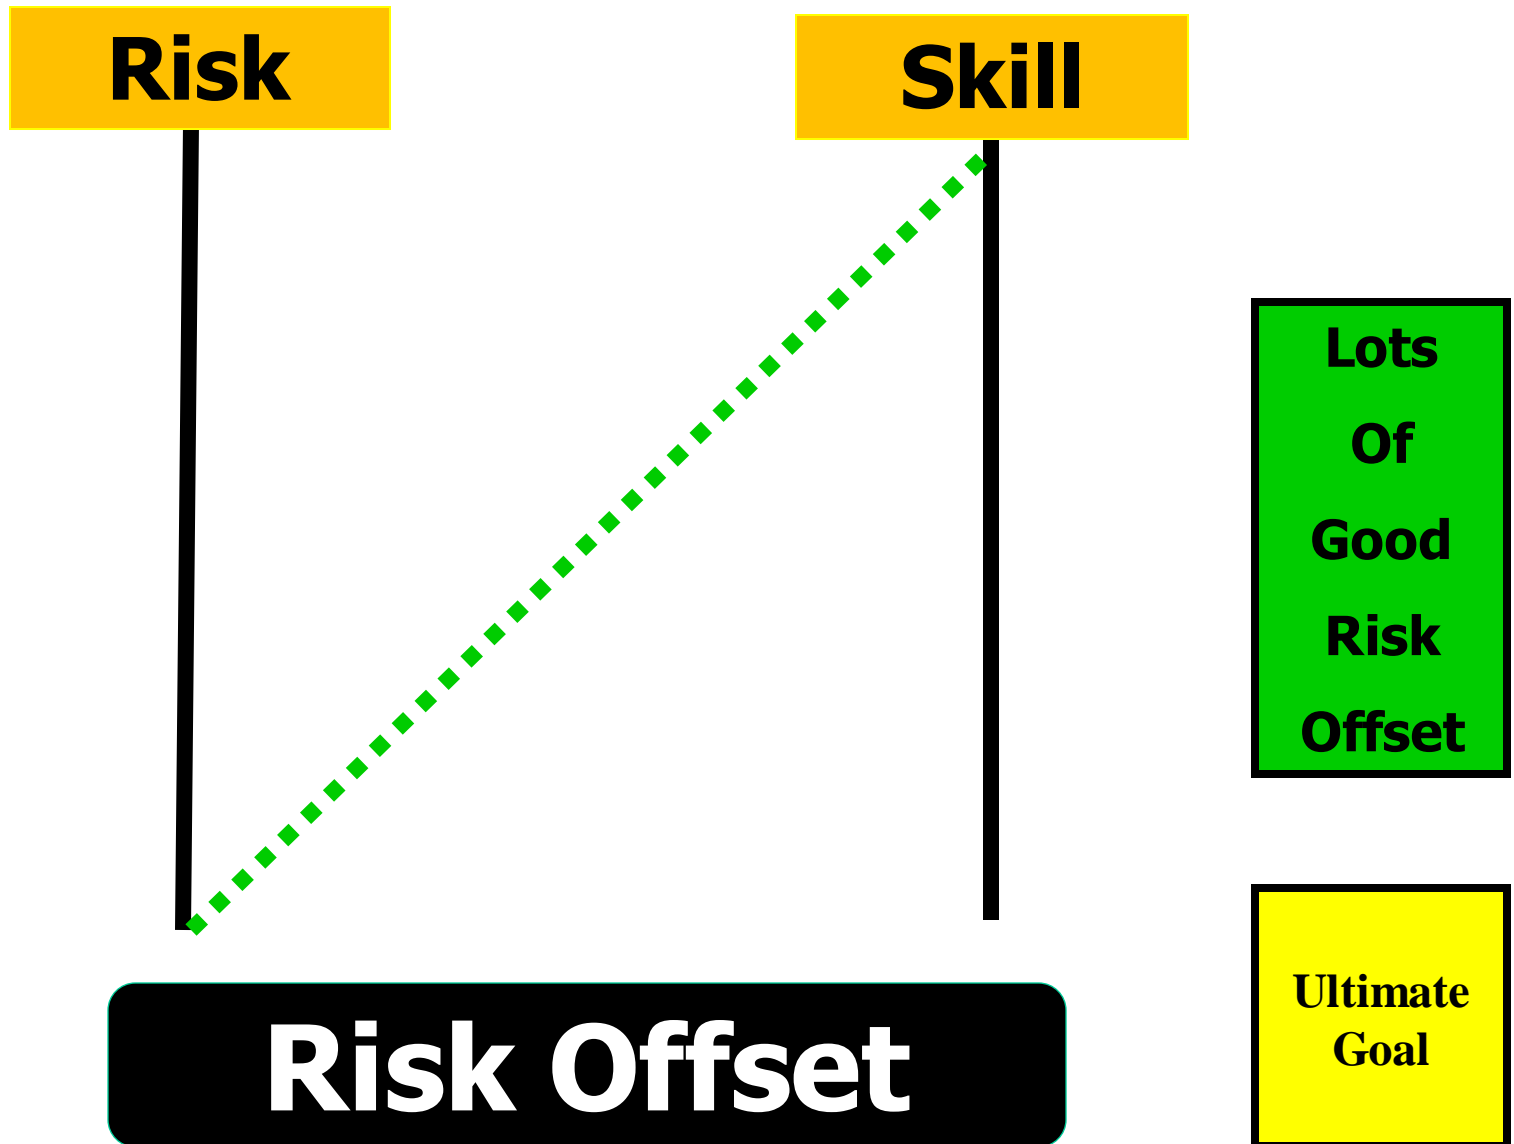 Risk
Skill
Lots
Of
Good
Risk
Offset
Ultimate
Goal
Risk Offset